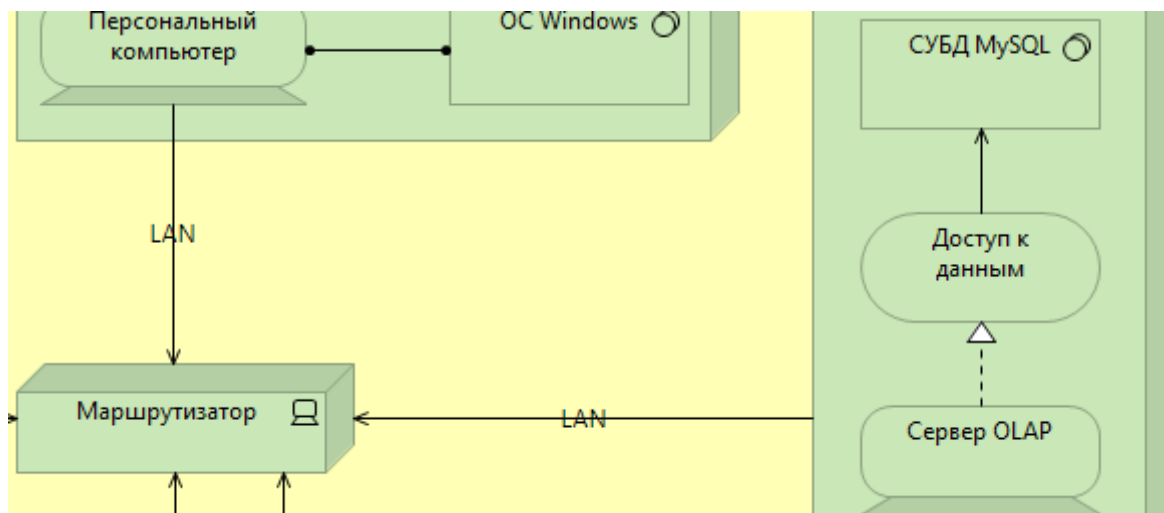 Персональный
компьютер
ОС Windows
СУБД MySQL
LAN
Доступ к
данным
Маршрутизатор
LAN
Сервер OLAP